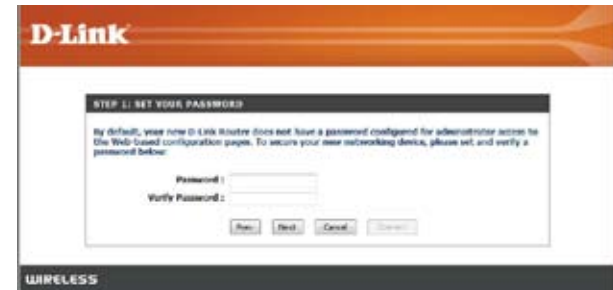 D-Link
STEP 1: SET YOUR PASSWORD
By default, your new D-Link Router does not have a password configured for administrator access to
the Web-based configuration pages. To secure your new networking device, please set and verify a
password below:
Password :
Verify Password :
Prev Next Cancel Connect
WIRELESS